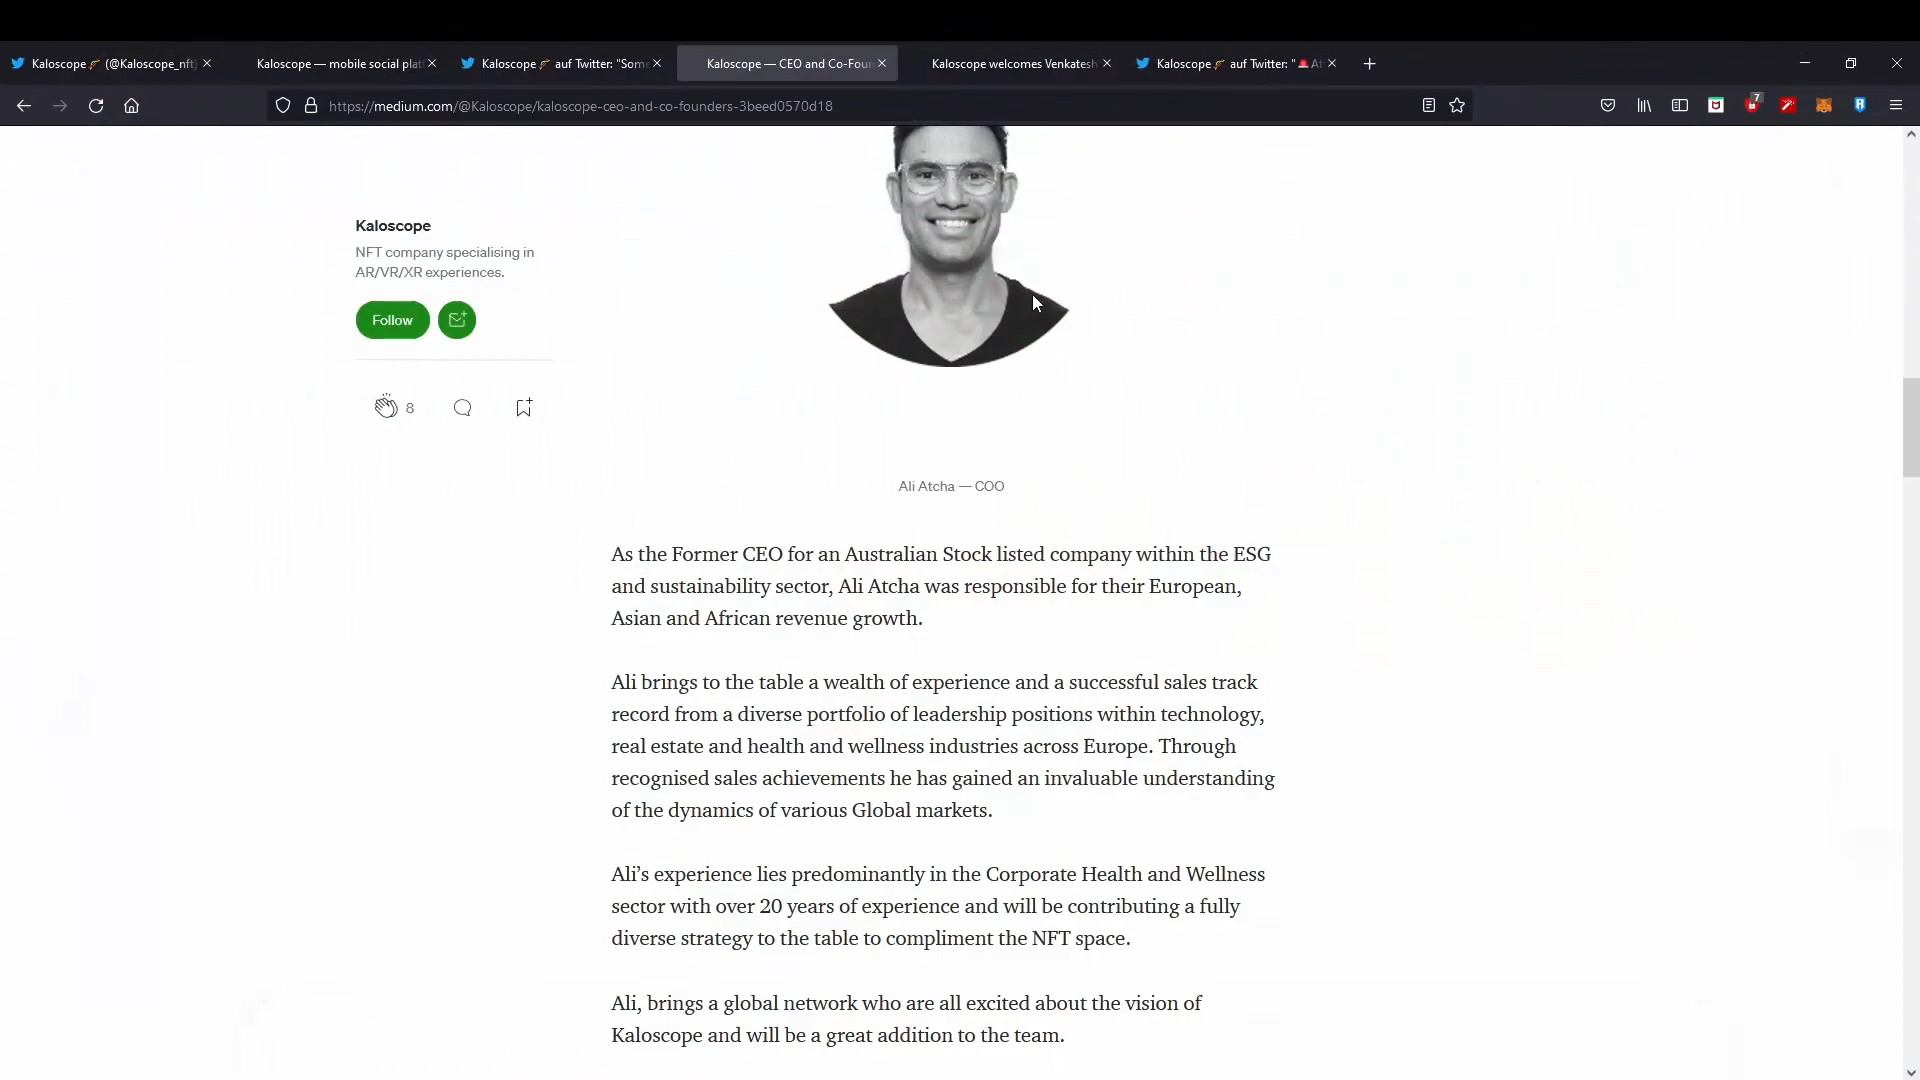 Kaloscope (@Kaloscope_nft)
Kaloscope — mobile social plat
Kaloscope auf Twitter: "Som
Kaloscope — CEO and Co-Foun
Kaloscope welcomes Venkatesh
Kaloscope auf Twitter: "
https://medium.com/@Kaloscope/kaloscope-ceo-and-co-founders-3beed0570d18
7
Kaloscope
NFT company specialising in
AR/VR/XR experiences.
Follow
8
Ali Atcha — COO
As the Former CEO for an Australian Stock listed company within the ESG
and sustainability sector, Ali Atcha was responsible for their European,
Asian and African revenue growth.
Ali brings to the table a wealth of experience and a successful sales track
record from a diverse portfolio of leadership positions within technology,
real estate and health and wellness industries across Europe. Through
recognised sales achievements he has gained an invaluable understanding
of the dynamics of various Global markets.
Ali’s experience lies predominantly in the Corporate Health and Wellness
sector with over 20 years of experience and will be contributing a fully
diverse strategy to the table to compliment the NFT space.
Ali, brings a global network who are all excited about the vision of
Kaloscope and will be a great addition to the team.